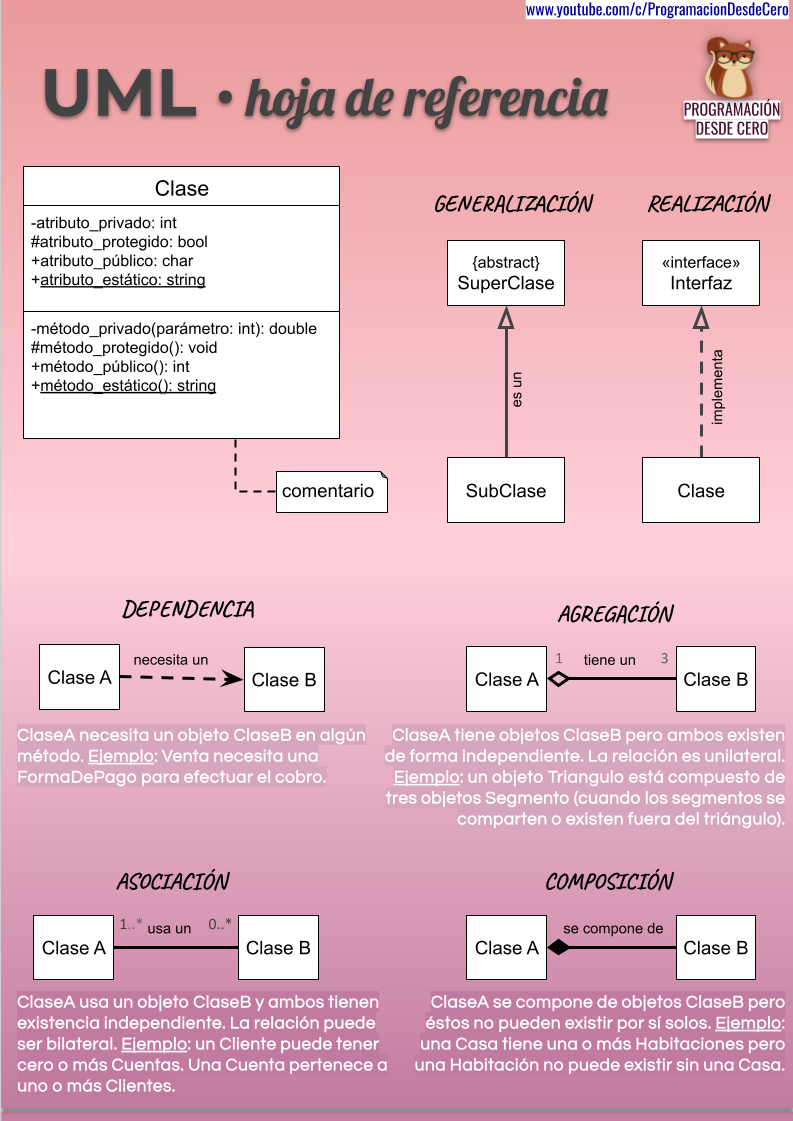 www.youtube.com/c/ProgramacionDesdeCero
UML • hoja de referencia
PROGRAMACIÓN
DESDE CERO
Clase
-atributo_privado: int
#atributo_protegido: bool
+atributo_público: char
+atributo_estático: string
-método_privado(parámetro: int): double
#método_protegido(): void
+método_público(): int
+método_estático(): string
comentario
GENERALIZACIÓN
{abstract}
SuperClase
es un
SubClase
REALIZACIÓN
«interface»
Interfaz
implementa
Clase
DEPENDENCIA
Clase A
necesita un
Clase B
ClaseA necesita un objeto ClaseB en algún
método. Ejemplo: Venta necesita una
FormaDePago para efectuar el cobro.
AGREGACIÓN
Clase A
1 tiene un 3
Clase B
ClaseA tiene objetos ClaseB pero ambos existen
de forma independiente. La relación es unilateral.
Ejemplo: un objeto Triangulo está compuesto de
tres objetos Segmento (cuando los segmentos se
comparten o existen fuera del triángulo).
ASOCIACIÓN
Clase A
1..* usa un 0..*
Clase B
ClaseA usa un objeto ClaseB y ambos tienen
existencia independiente. La relación puede
ser bilateral. Ejemplo: un Cliente puede tener
cero o más Cuentas. Una Cuenta pertenece a
uno o más Clientes.
COMPOSICIÓN
Clase A
se compone de
Clase B
ClaseA se compone de objetos ClaseB pero
éstos no pueden existir por sí solos. Ejemplo:
una Casa tiene una o más Habitaciones pero
una Habitación no puede existir sin una Casa.